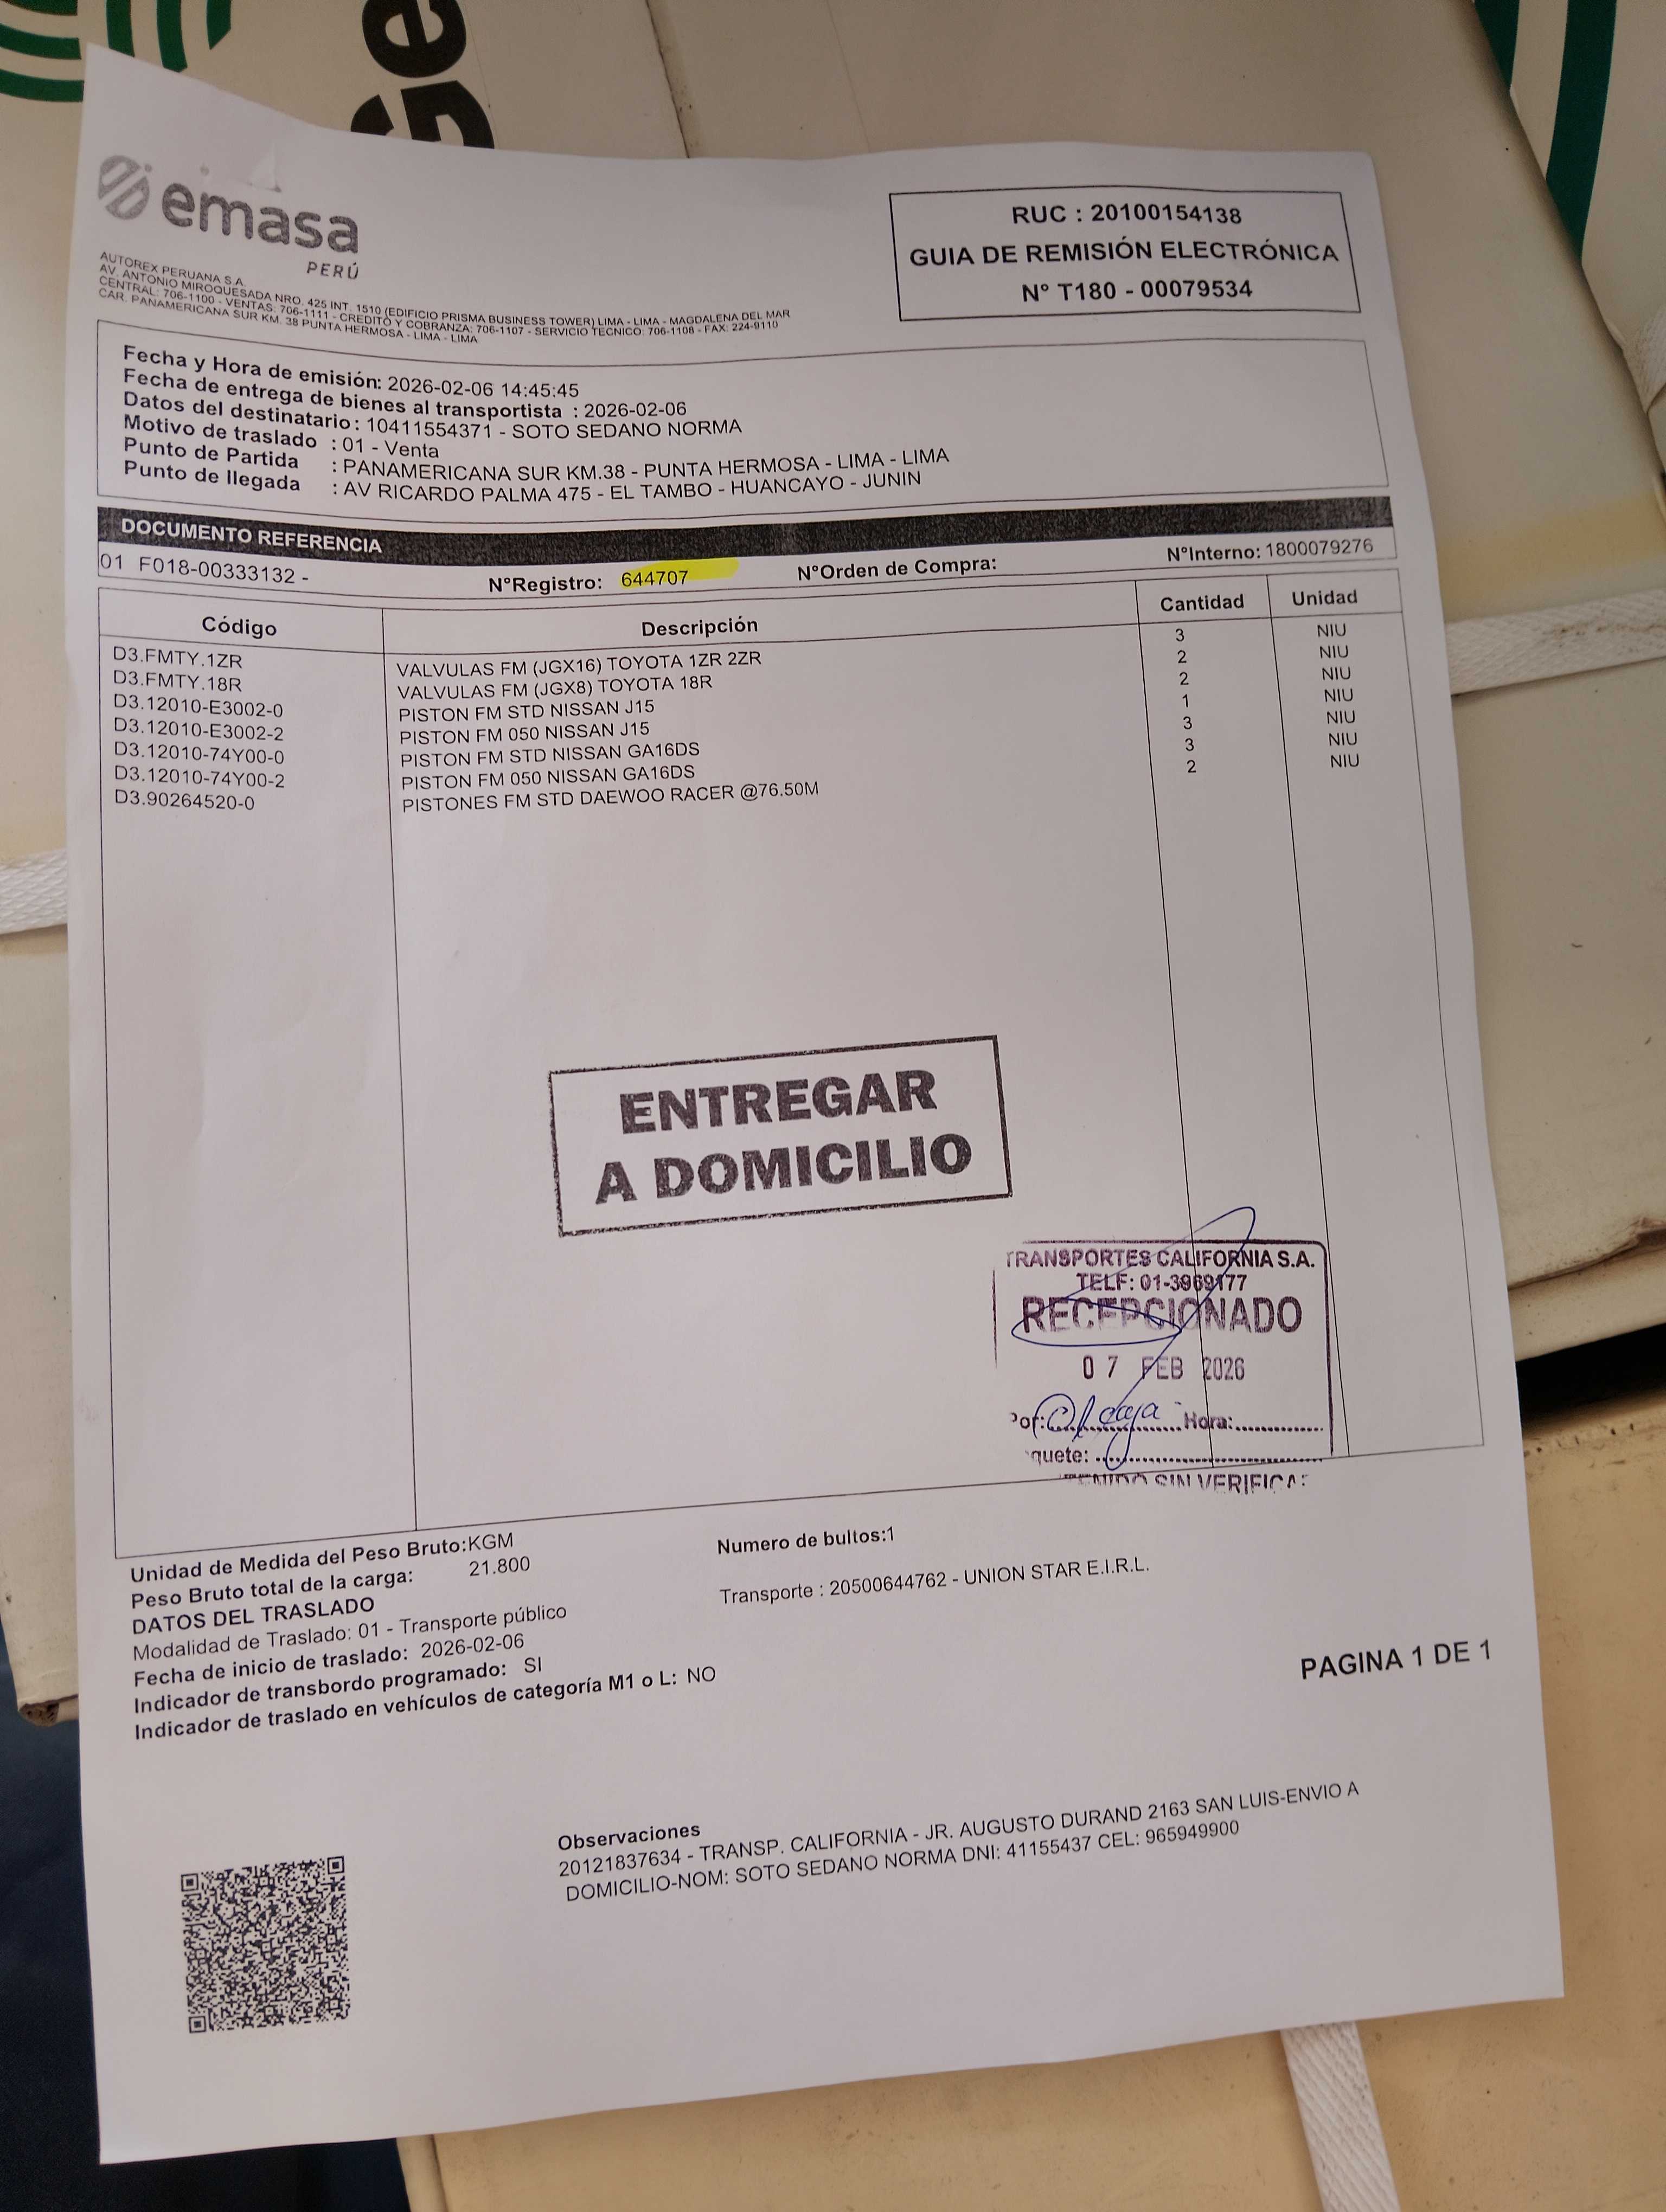 Ge
emasa
PERÚ
AUTOREX PERUANA S.A.
AV. ANTONIO MIROQUESADA NRO. 425 INT. 1510 (EDIFICIO PRISMA BUSINESS TOWER) LIMA - LIMA - MAGDALENA DEL MAR
CENTRAL: 706-1100 - VENTAS: 706-1111 - CREDITO Y COBRANZA: 706-1107 - SERVICIO TECNICO: 706-1108 - FAX: 224-9110
CAR. PANAMERICANA SUR KM. 38 PUNTA HERMOSA - LIMA - LIMA
RUC : 20100154138
GUIA DE REMISIÓN ELECTRÓNICA
N° T180 - 00079534
Fecha y Hora de emisión: 2026-02-06 14:45:45
Fecha de entrega de bienes al transportista : 2026-02-06
Datos del destinatario : 10411554371 - SOTO SEDANO NORMA
Motivo de traslado : 01 - Venta
Punto de Partida : PANAMERICANA SUR KM.38 - PUNTA HERMOSA - LIMA - LIMA
Punto de llegada : AV RICARDO PALMA 475 - EL TAMBO - HUANCAYO - JUNIN
DOCUMENTO REFERENCIA
01 F018-00333132 - N°Registro: 644707 N°Orden de Compra: N°Interno: 1800079276
Código Descripción Cantidad Unidad
D3.FMTY.1ZR VALVULAS FM (JGX16) TOYOTA 1ZR 2ZR 3 NIU
D3.FMTY.18R VALVULAS FM (JGX8) TOYOTA 18R 2 NIU
D3.12010-E3002-0 PISTON FM STD NISSAN J15 2 NIU
D3.12010-E3002-2 PISTON FM 050 NISSAN J15 1 NIU
D3.12010-74Y00-0 PISTON FM STD NISSAN GA16DS 3 NIU
D3.12010-74Y00-2 PISTON FM 050 NISSAN GA16DS 3 NIU
D3.90264520-0 PISTONES FM STD DAEWOO RACER @76.50M 2 NIU
ENTREGAR
A DOMICILIO
TRANSPORTES CALIFORNIA S.A.
TELF: 01-3969177
RECEPCIONADO
07 FEB 2026
Por: Hora:
quete:
SIN VERIFICA
Unidad de Medida del Peso Bruto:KGM
Peso Bruto total de la carga: 21.800
Numero de bultos:1
DATOS DEL TRASLADO
Transporte : 20500644762 - UNION STAR E.I.R.L.
Modalidad de Traslado: 01 - Transporte público
Fecha de inicio de traslado: 2026-02-06
Indicador de transbordo programado: SI
Indicador de traslado en vehículos de categoría M1 o L: NO
PAGINA 1 DE 1
Observaciones
20121837634 - TRANSP. CALIFORNIA - JR. AUGUSTO DURAND 2163 SAN LUIS-ENVIO A
DOMICILIO-NOM: SOTO SEDANO NORMA DNI: 41155437 CEL: 965949900